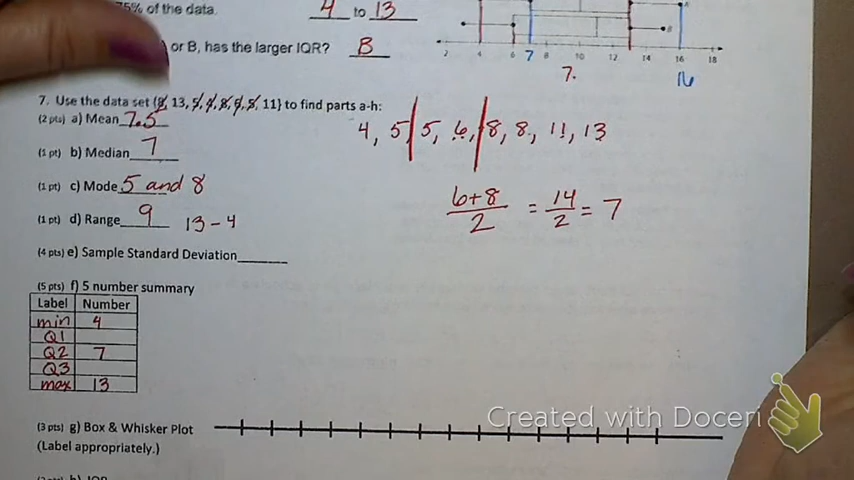 75% of the data. 4 to 13
or B, has the larger IQR? B
2 4 6 7 8 10 12 14 16 18
7. 16
7. Use the data set {8, 13, 5, 4, 8, 6, 5, 11} to find parts a-h:
(2 pts) a) Mean 7.5
4, 5, 5, 6, 8, 8, 11, 13
(1 pt) b) Median 7
(1 pt) c) Mode 5 and 8
6+8/2 = 14/2 = 7
(1 pt) d) Range 9 13-4
(4 pts) e) Sample Standard Deviation
(5 pts) f) 5 number summary
Label Number
min 4
Q1
Q2 7
Q3
max 13
Created with Doceri
(3 pts) g) Box & Whisker Plot
(Label appropriately.)